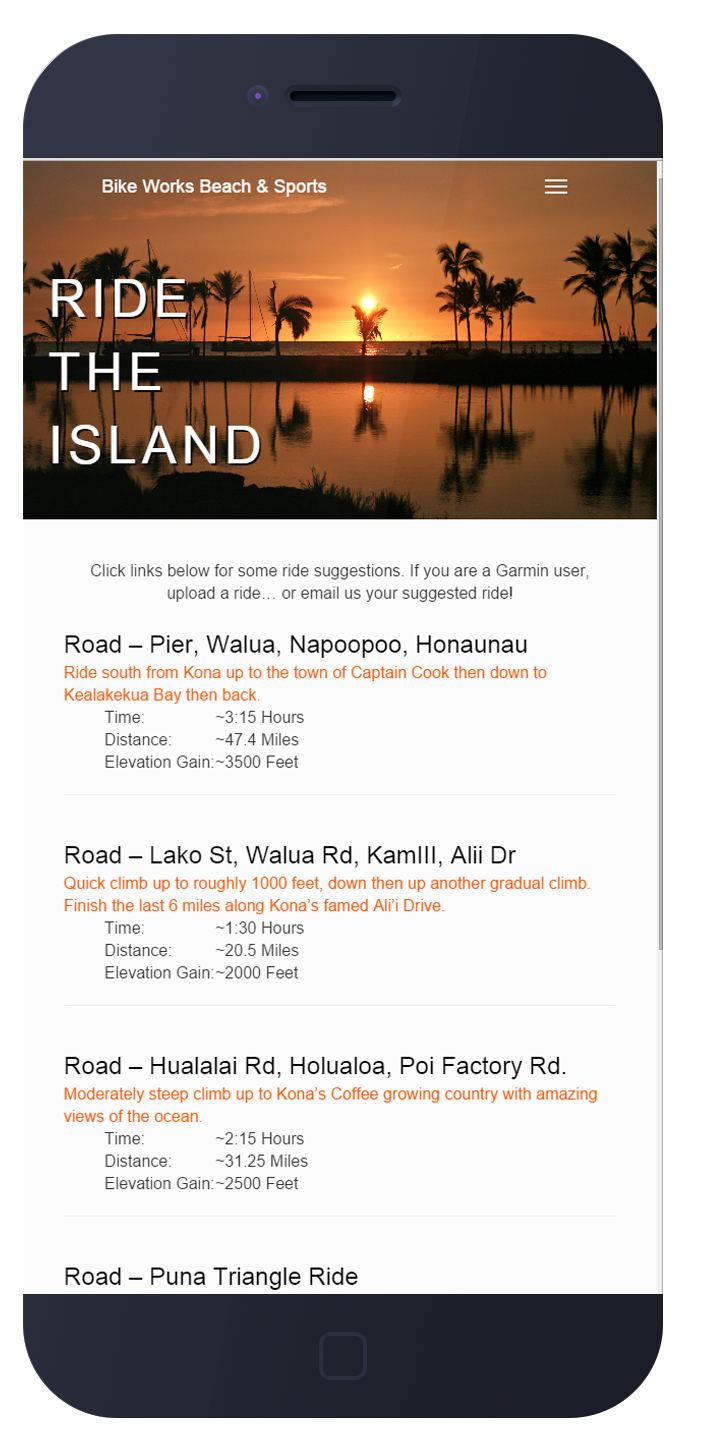 Bike Works Beach & Sports
RIDE
THE
ISLAND
Click links below for some ride suggestions. If you are a Garmin user,
upload a ride… or email us your suggested ride!
Road – Pier, Walua, Napoopoo, Honaunau
Ride south from Kona up to the town of Captain Cook then down to
Kealakekua Bay then back.
Time: ~3:15 Hours
Distance: ~47.4 Miles
Elevation Gain: ~3500 Feet
Road – Lako St, Walua Rd, KamIII, Alii Dr
Quick climb up to roughly 1000 feet, down then up another gradual climb.
Finish the last 6 miles along Kona’s famed Ali’i Drive.
Time: ~1:30 Hours
Distance: ~20.5 Miles
Elevation Gain: ~2000 Feet
Road – Hualalai Rd, Holualoa, Poi Factory Rd.
Moderately steep climb up to Kona’s Coffee growing country with amazing
views of the ocean.
Time: ~2:15 Hours
Distance: ~31.25 Miles
Elevation Gain: ~2500 Feet
Road – Puna Triangle Ride